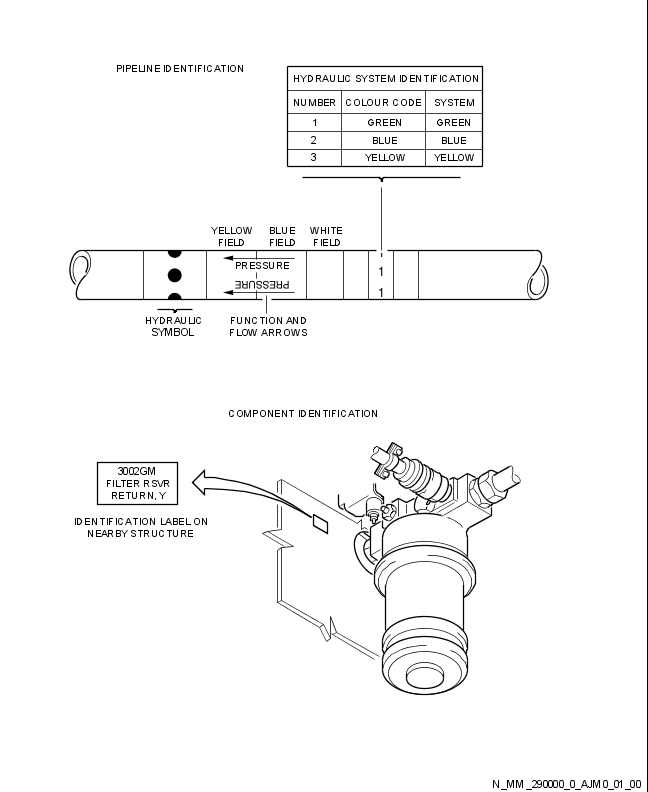 PIPELINE IDENTIFICATION
HYDRAULIC SYSTEM IDENTIFICATION
NUMBER COLOUR CODE SYSTEM
1 GREEN GREEN
2 BLUE BLUE
3 YELLOW YELLOW
YELLOW FIELD
BLUE FIELD
WHITE FIELD
PRESSURE
1
PRESSURE
1
HYDRAULIC
SYMBOL
FUNCTION AND
FLOW ARROWS
COMPONENT IDENTIFICATION
3002GM
FILTER RSVR
RETURN, Y
IDENTIFICATION LABEL ON
NEARBY STRUCTURE
N_MM_290000_0_AJM0_01_00